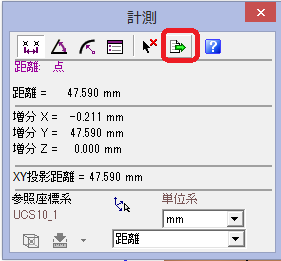 計測
距離: 点
距離 = 47.590 mm
増分 X = -0.211 mm
増分 Y = 47.590 mm
増分 Z = 0.000 mm
XY投影距離 = 47.590 mm
参照座標系 単位系
UCS10_1 mm
距離